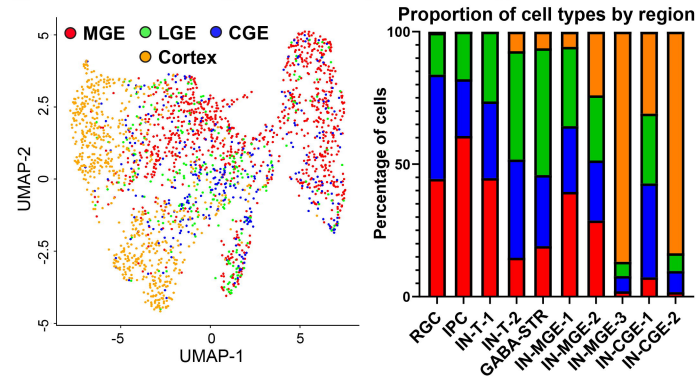 MGE LGE CGE
Cortex
5
2.5
0
-2.5
-5
UMAP-2
-5 0 5
UMAP-1
Proportion of cell types by region
100
50
0
Percentage of cells
RGC
IPC
IN-T-1
IN-T-2
GABA-STR
IN-MGE-1
IN-MGE-2
IN-MGE-3
IN-CGE-1
IN-CGE-2